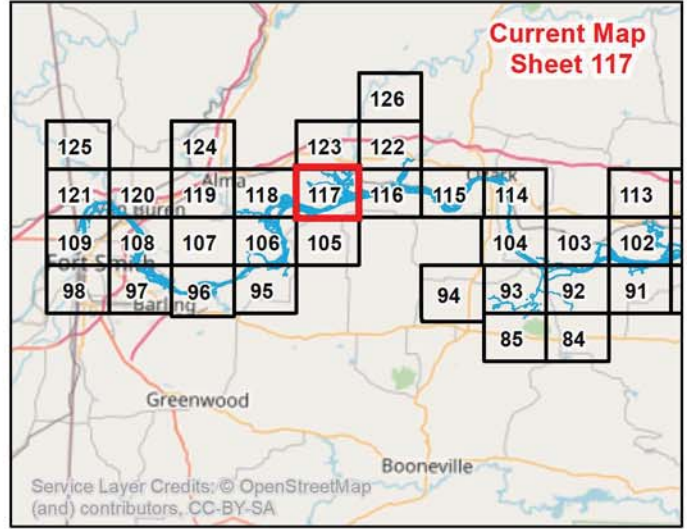 Current Map
Sheet 117
126
125 124 123 122
121 120 119 118 117 116 115 114 113
Alma
Ozark
Van Buren
109 108 107 106 105 104 103 102
Fort Smith
98 97 96 95 94 93 92 91
Barling
85 84
Greenwood
Booneville
Service Layer Credits: © OpenStreetMap
(and) contributors, CC-BY-SA